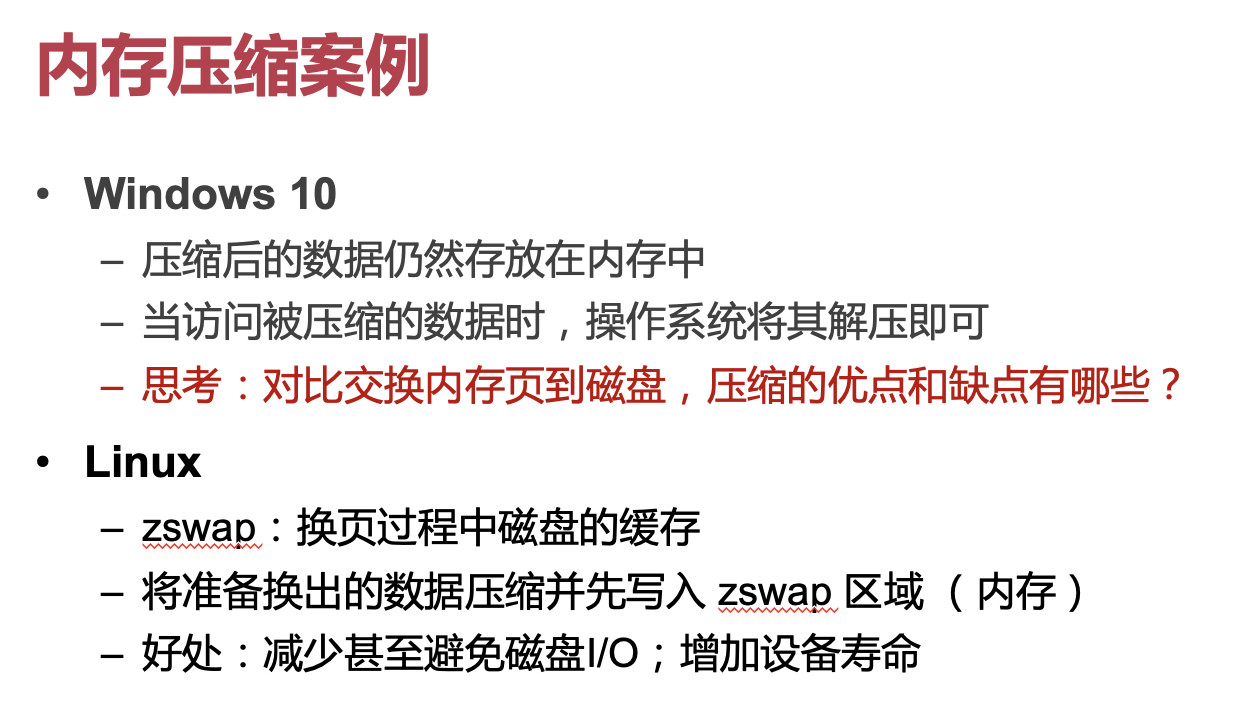 内存压缩案例
• Windows 10
– 压缩后的数据仍然存放在内存中
– 当访问被压缩的数据时，操作系统将其解压即可
– 思考：对比交换内存页到磁盘，压缩的优点和缺点有哪些？
• Linux
– zswap：换页过程中磁盘的缓存
– 将准备换出的数据压缩并先写入 zswap 区域（内存）
– 好处：减少甚至避免磁盘I/O；增加设备寿命